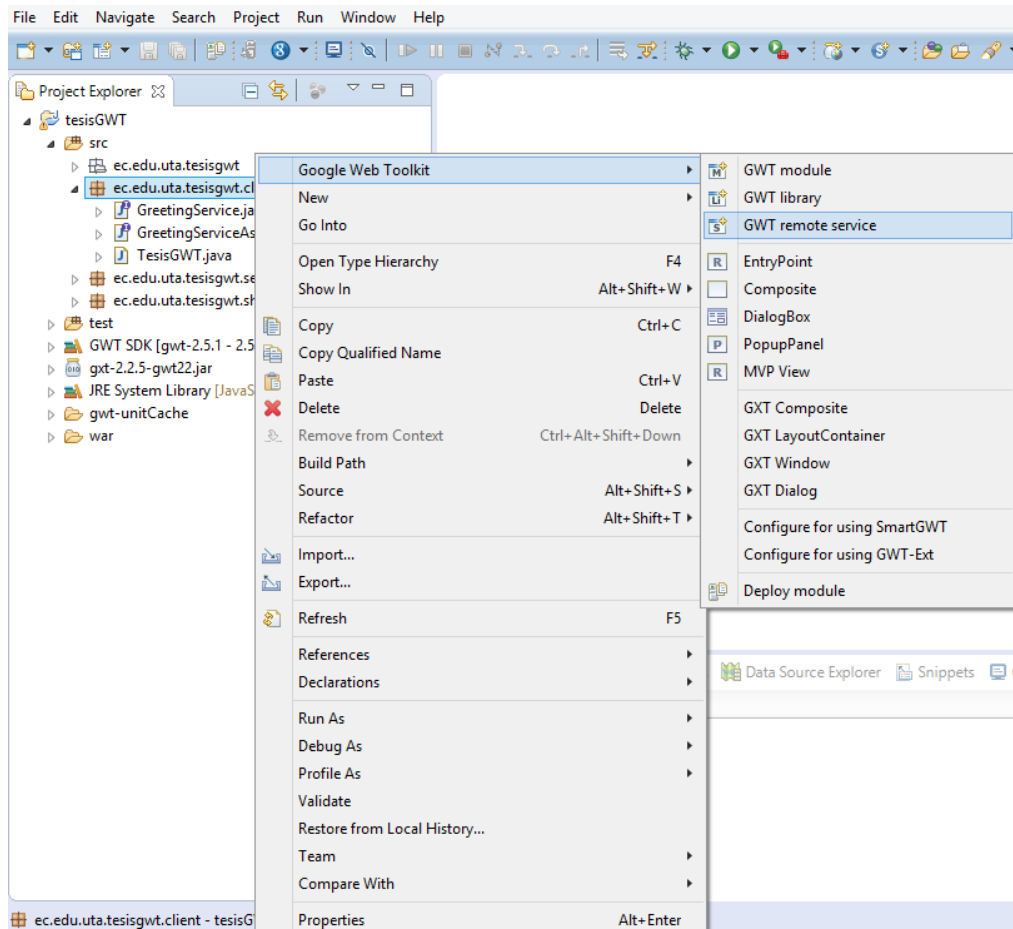 File Edit Navigate Search Project Run Window Help
Project Explorer
tesisGWT
src
ec.edu.uta.tesisgwt
ec.edu.uta.tesisgwt.cl
GreetingService.ja
GreetingServiceAs
TesisGWT.java
ec.edu.uta.tesisgwt.se
ec.edu.uta.tesisgwt.sh
test
GWT SDK [gwt-2.5.1 - 2.5
gxt-2.2.5-gwt22.jar
JRE System Library [JavaS
gwt-unitCache
war
Google Web Toolkit
New
Go Into
Open Type Hierarchy F4
Show In Alt+Shift+W
Copy Ctrl+C
Copy Qualified Name
Paste Ctrl+V
Delete Delete
Remove from Context Ctrl+Alt+Shift+Down
Build Path
Source Alt+Shift+S
Refactor Alt+Shift+T
Import...
Export...
Refresh F5
References
Declarations
Run As
Debug As
Profile As
Validate
Restore from Local History...
Team
Compare With
Properties Alt+Enter
GWT module
GWT library
GWT remote service
EntryPoint
Composite
DialogBox
PopupPanel
MVP View
GXT Composite
GXT LayoutContainer
GXT Window
GXT Dialog
Configure for using SmartGWT
Configure for using GWT-Ext
Deploy module
Data Source Explorer Snippets
ec.edu.uta.tesisgwt.client - tesisG